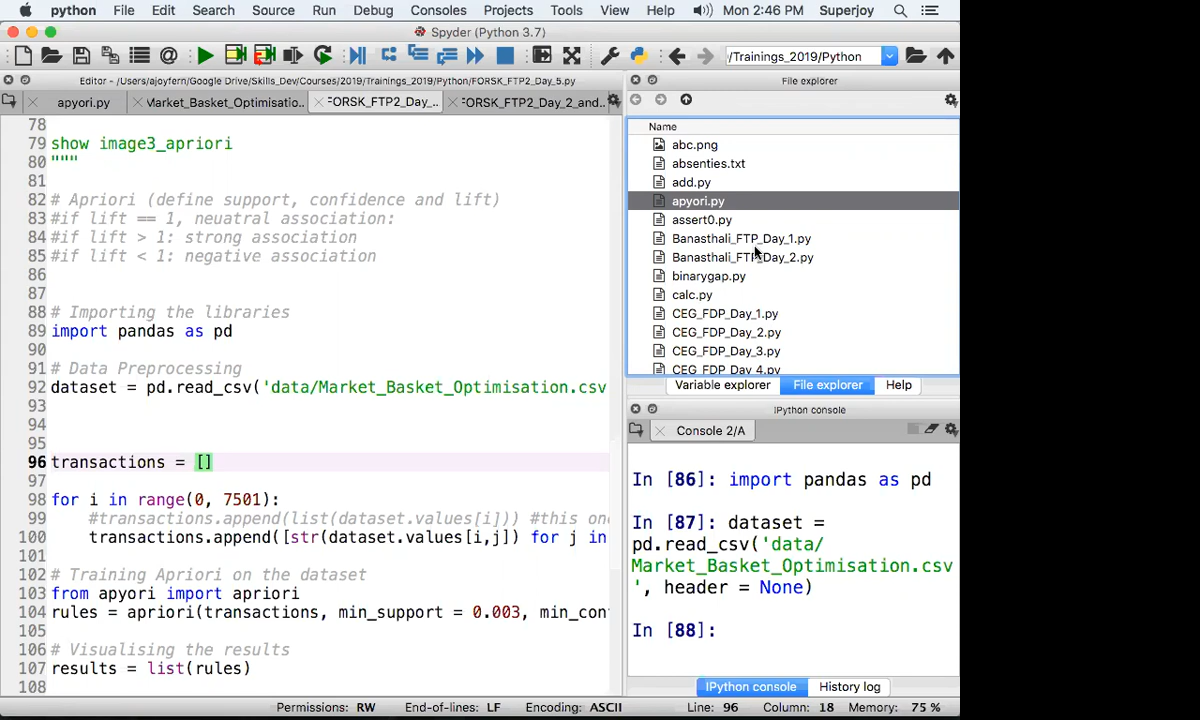 python File Edit Search Source Run Debug Consoles Projects Tools View Help Mon 2:46 PM Superjoy
Spyder (Python 3.7)
/Trainings_2019/Python
Editor - /Users/ajoyfern/Google Drive/Skills_Dev/Courses/2019/Trainings_2019/Python/FORSK_FTP2_Day_5.py
apyori.py Market_Basket_Optimisatio... FORSK_FTP2_Day_... FORSK_FTP2_Day_2_and...
78
79 show image3_apriori
80 """
81
82 # Apriori (define support, confidence and lift)
83 #if lift == 1, neuatral association:
84 #if lift > 1: strong association
85 #if lift < 1: negative association
86
87
88 # Importing the libraries
89 import pandas as pd
90
91 # Data Preprocessing
92 dataset = pd.read_csv('data/Market_Basket_Optimisation.csv
93
94
95
96 transactions = []
97
98 for i in range(0, 7501):
99 #transactions.append(list(dataset.values[i])) #this one
100 transactions.append([str(dataset.values[i,j]) for j in
101
102 # Training Apriori on the dataset
103 from apyori import apriori
104 rules = apriori(transactions, min_support = 0.003, min_con
105
106 # Visualising the results
107 results = list(rules)
108
File explorer
Name
abc.png
absenties.txt
add.py
apyori.py
assert0.py
Banasthali_FTP_Day_1.py
Banasthali_FTP_Day_2.py
binarygap.py
calc.py
CEG_FDP_Day_1.py
CEG_FDP_Day_2.py
CEG_FDP_Day_3.py
CEG_FDP_Day_4.py
Variable explorer File explorer Help
IPython console
Console 2/A
In [86]: import pandas as pd
In [87]: dataset =
pd.read_csv('data/
Market_Basket_Optimisation.csv
', header = None)
In [88]:
IPython console History log
Permissions: RW End-of-lines: LF Encoding: ASCII Line: 96 Column: 18 Memory: 75 %